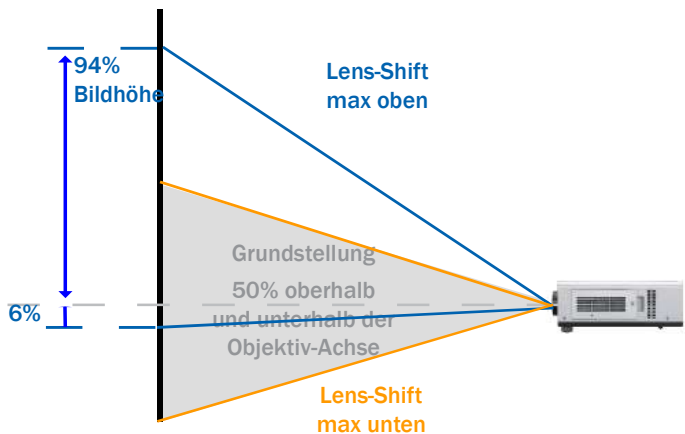 94%
Bildhöhe
Lens-Shift
max oben
Grundstellung
50% oberhalb
und unterhalb der
Objektiv-Achse
6%
Lens-Shift
max unten